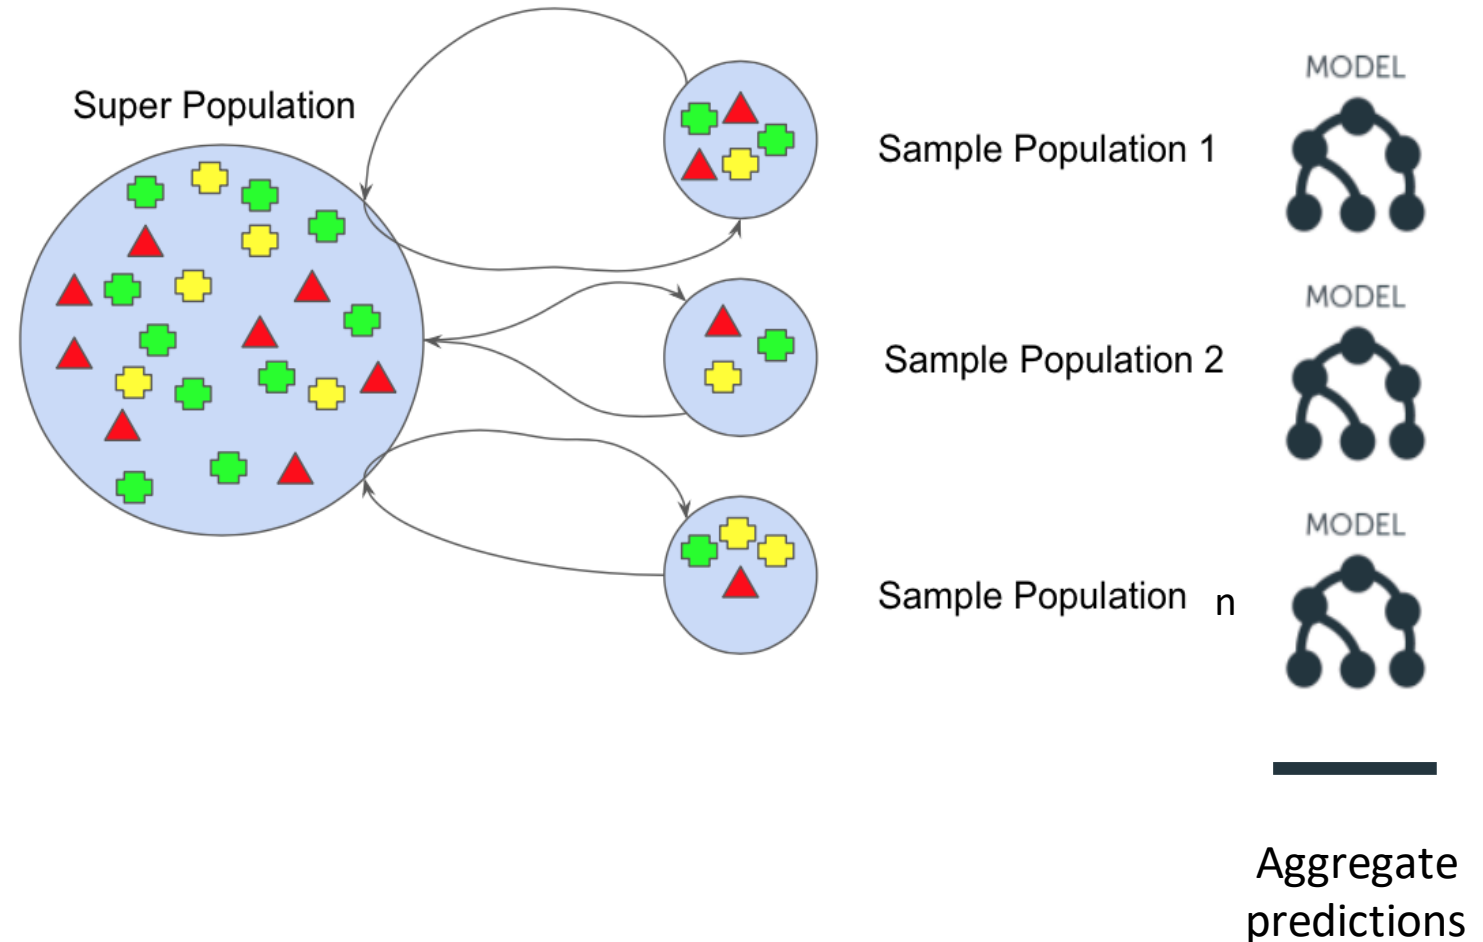 MODEL
Super Population
Sample Population 1
MODEL
Sample Population 2
MODEL
Sample Population n
Aggregate
predictions